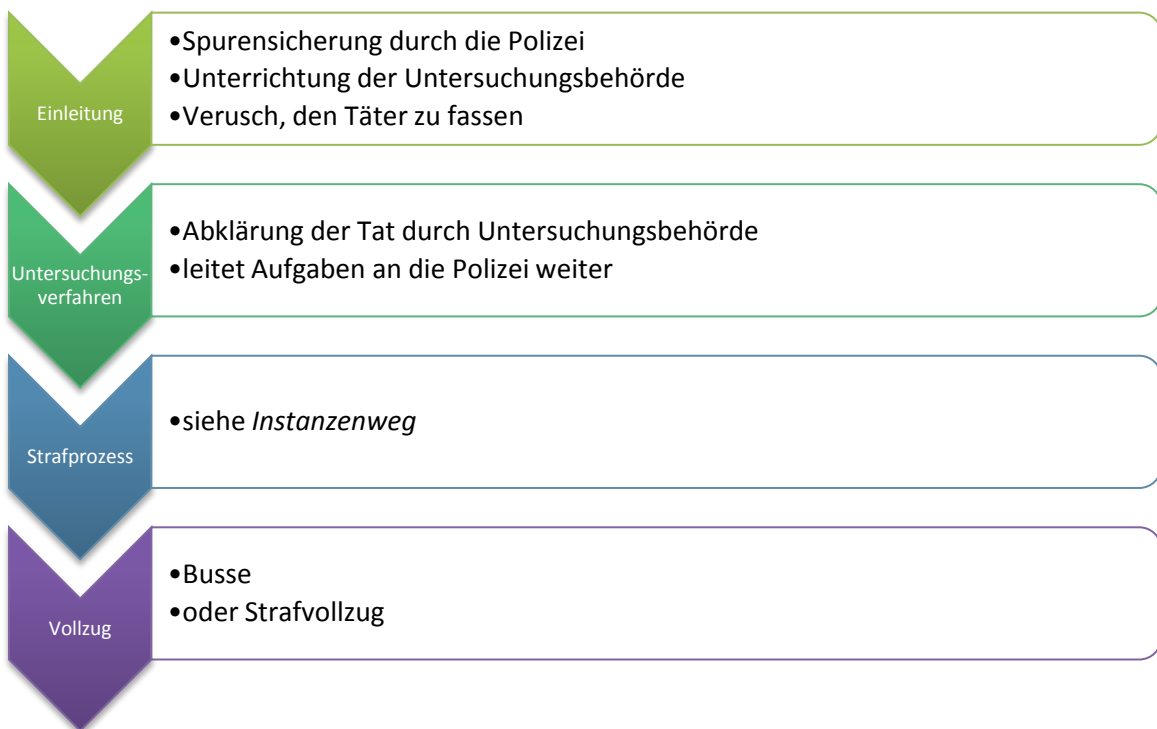 Einleitung
•Spurensicherung durch die Polizei
•Unterrichtung der Untersuchungsbehörde
•Verusch, den Täter zu fassen
Untersuchungs-
verfahren
•Abklärung der Tat durch Untersuchungsbehörde
•leitet Aufgaben an die Polizei weiter
Strafprozess
•siehe Instanzenweg
Vollzug
•Busse
•oder Strafvollzug